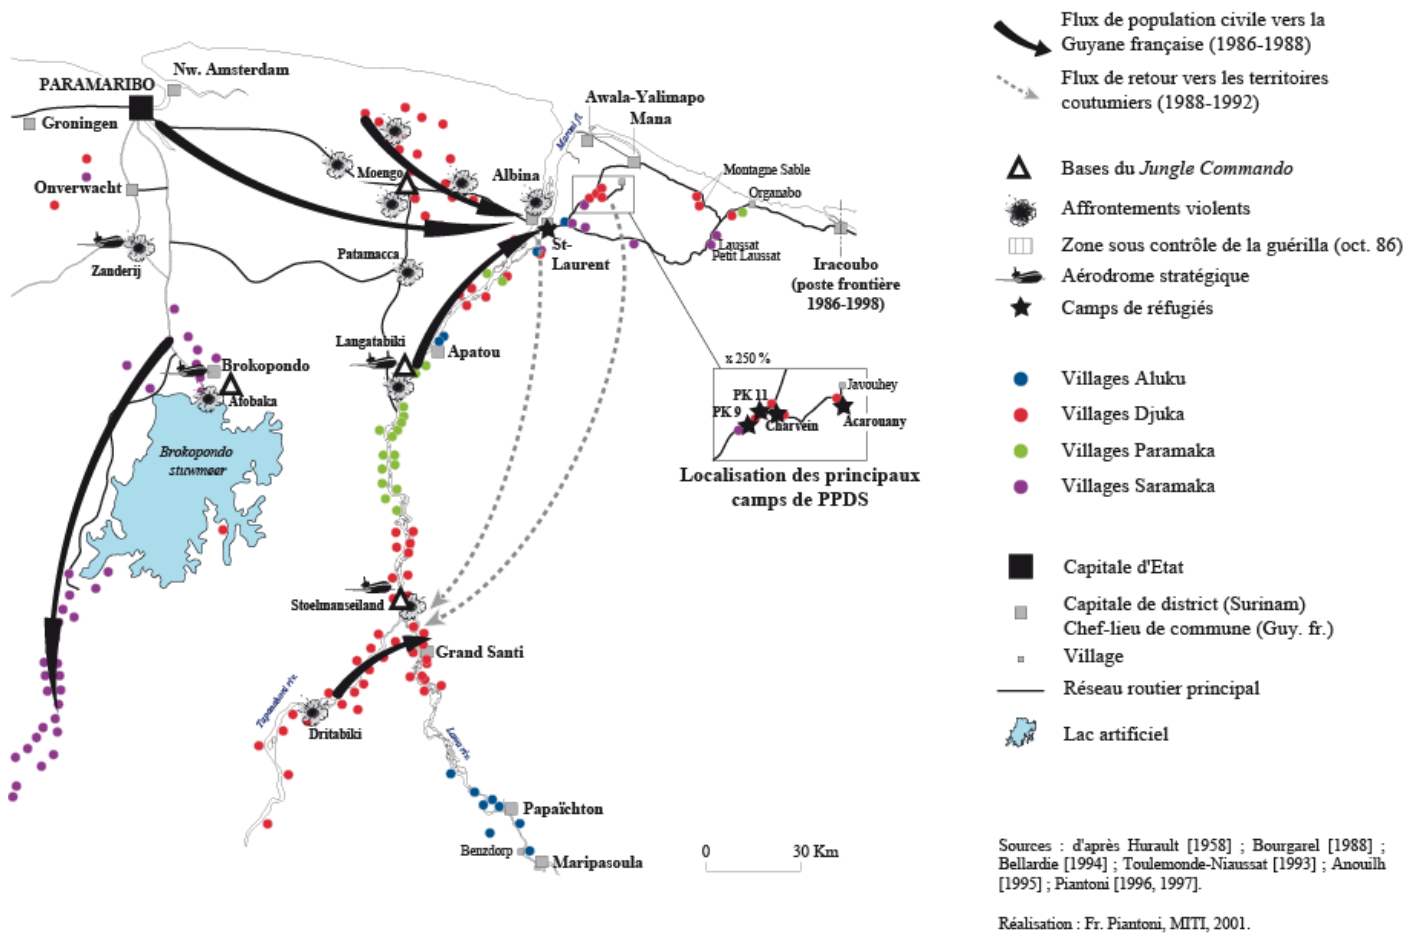 Nw. Amsterdam
PARAMARIBO
Groningen
Onverwacht
Zanderij
Moengo
Albina
Maroni fl.
Awala-Yalimapo
Mana
Montagne Sable
Organabo
Laussat
Petit Laussat
Iracoubo
(poste frontière
1986-1998)
St-
Laurent
Patamacca
Langatabiki
Apatou
Brokopondo
Afobaka
Brokopondo
stuwmeer
x 250 %
PK 11
PK 9
Charvein
Javouhey
Acarouany
Localisation des principaux
camps de PPDS
Stoelmanseiland
Grand Santi
Tapanahoni riv.
Dritabiki
Lawa riv.
Papaïchton
Benzdorp
Maripasoula
0 30 Km
Flux de population civile vers la
Guyane française (1986-1988)
Flux de retour vers les territoires
coutumiers (1988-1992)
Bases du Jungle Commando
Affrontements violents
Zone sous contrôle de la guérilla (oct. 86)
Aérodrome stratégique
Camps de réfugiés
Villages Aluku
Villages Djuka
Villages Paramaka
Villages Saramaka
Capitale d'Etat
Capitale de district (Surinam)
Chef-lieu de commune (Guy. fr.)
Village
Réseau routier principal
Lac artificiel
Sources : d'après Hurault [1958] ; Bourgarel [1988] ;
Bellardie [1994] ; Toulemonde-Niaussat [1993] ; Anouilh
[1995] ; Piantoni [1996, 1997].
Réalisation : Fr. Piantoni, MITI, 2001.